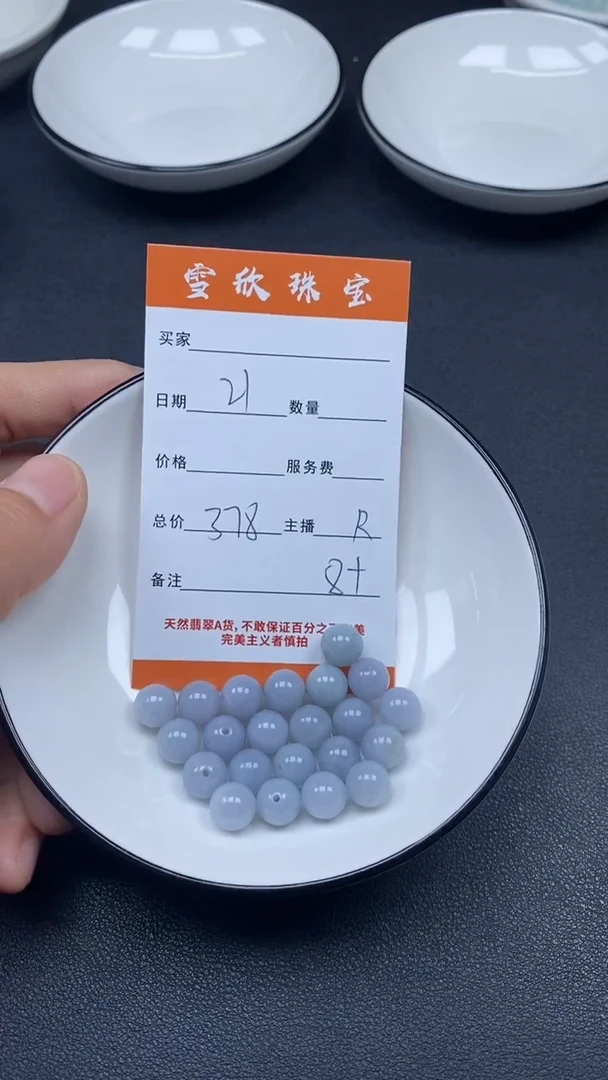 雪欣珠宝
买家
日期 21 数量
价格 服务费
总价 378 主播 R
备注 8+
天然翡翠A货，不敢保证百分之 美
完美主义者慎拍